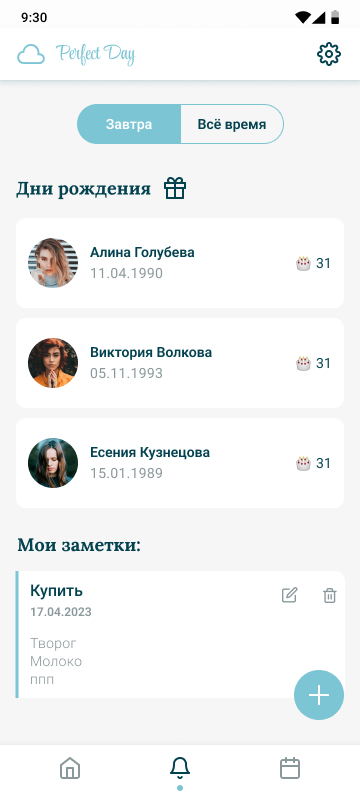 9:30
Perfect Day
Завтра
Всё время
Дни рождения
Алина Голубева
11.04.1990
31
Виктория Волкова
05.11.1993
31
Есения Кузнецова
15.01.1989
31
Мои заметки:
Купить
17.04.2023
Творог
Молоко
ппп